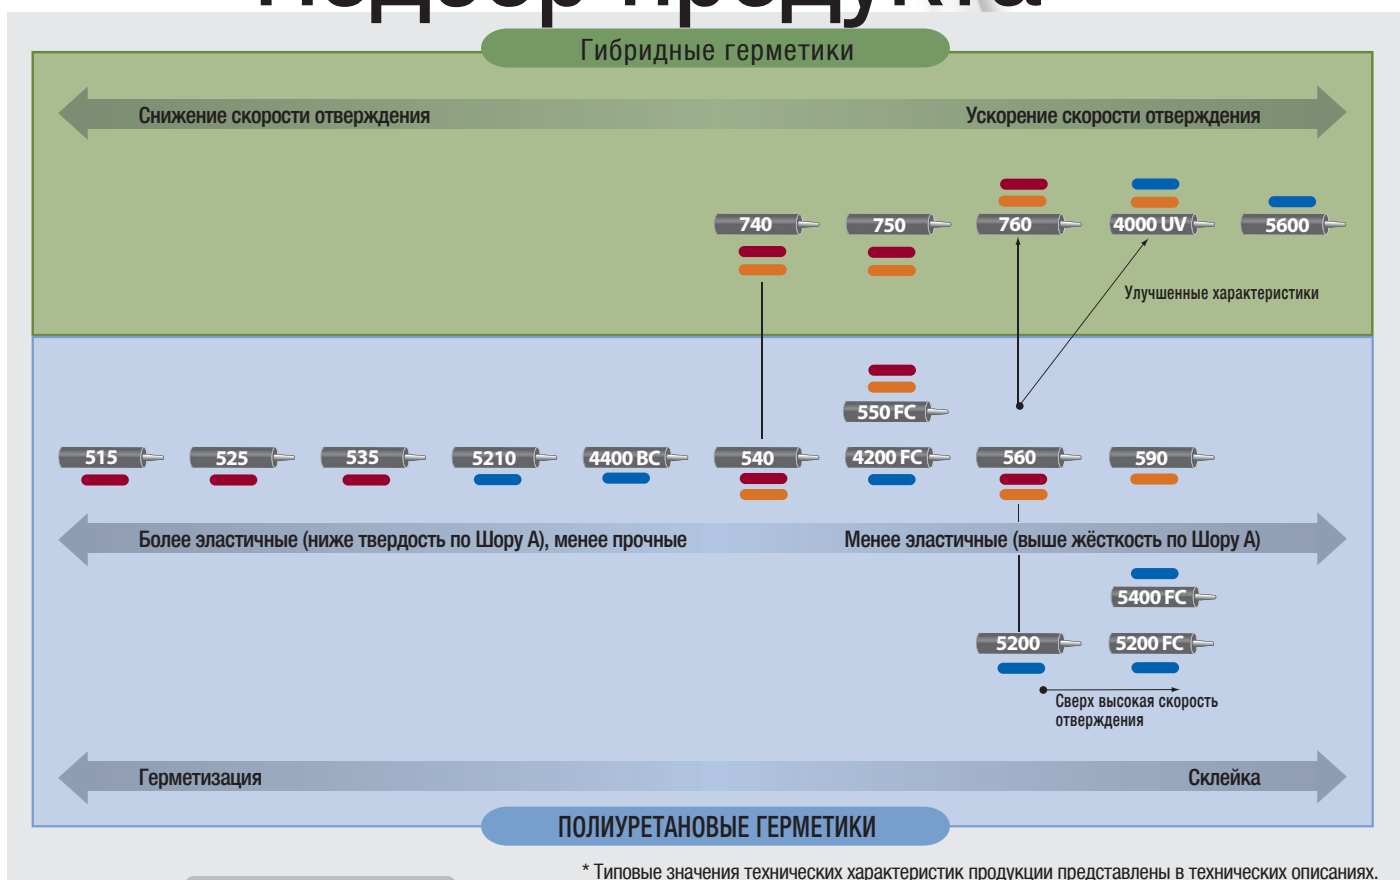 Подбор продукта
Гибридные герметики
Снижение скорости отверждения
Ускорение скорости отверждения
740
750
760
4000 UV
5600
Улучшенные характеристики
550 FC
515
525
535
5210
4400 BC
540
4200 FC
560
590
Более эластичные (ниже твердость по Шору А), менее прочные
Менее эластичные (выше жёсткость по Шору А)
5400 FC
5200
5200 FC
Сверх высокая скорость
отверждения
Герметизация
Склейка
ПОЛИУРЕТАНОВЫЕ ГЕРМЕТИКИ
* Типовые значения технических характеристик продукции представлены в технических описаниях.